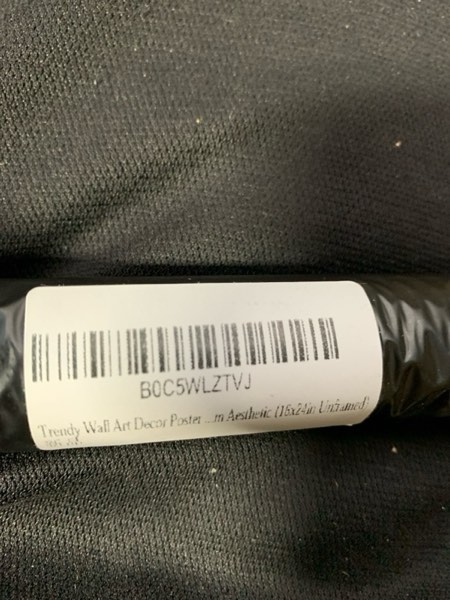 B0C5WLZTVJ
Trendy Wall Art Decor Poster ...m Aesthetic (16x24in Unframed)